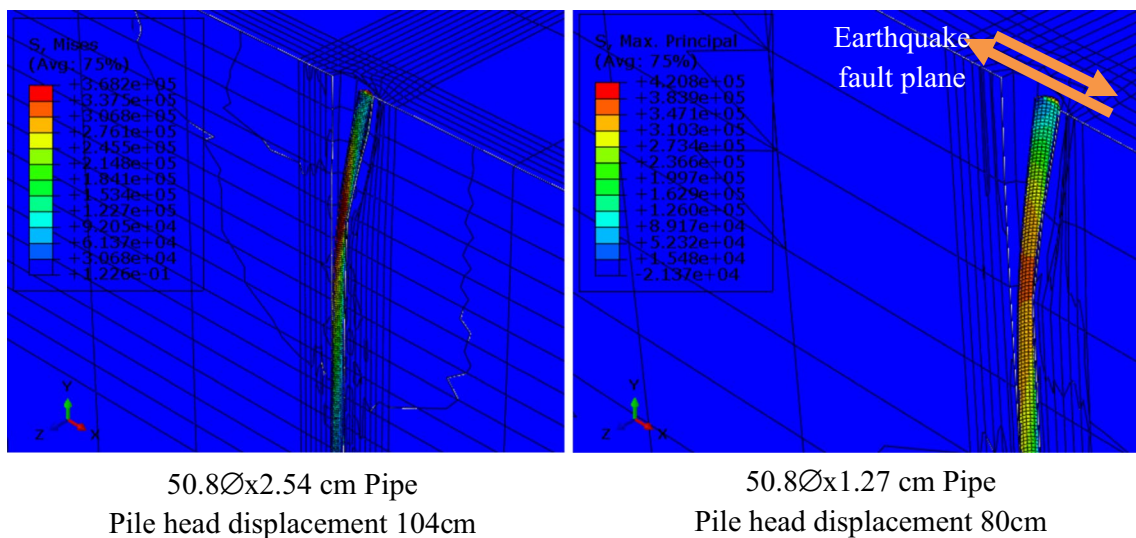 S, Mises
(Avg: 75%)
+3.682e+05
+3.375e+05
+3.068e+05
+2.761e+05
+2.455e+05
+2.148e+05
+1.841e+05
+1.534e+05
+1.227e+05
+9.205e+04
+6.137e+04
+3.068e+04
+1.226e-01
Y
Z
X
S, Max. Principal
(Avg: 75%)
+4.208e+05
+3.839e+05
+3.471e+05
+3.103e+05
+2.734e+05
+2.366e+05
+1.997e+05
+1.629e+05
+1.260e+05
+8.917e+04
+5.232e+04
+1.548e+04
-2.137e+04
Earthquake
fault plane
Y
Z
X
50.8∅x2.54 cm Pipe
Pile head displacement 104cm
50.8∅x1.27 cm Pipe
Pile head displacement 80cm